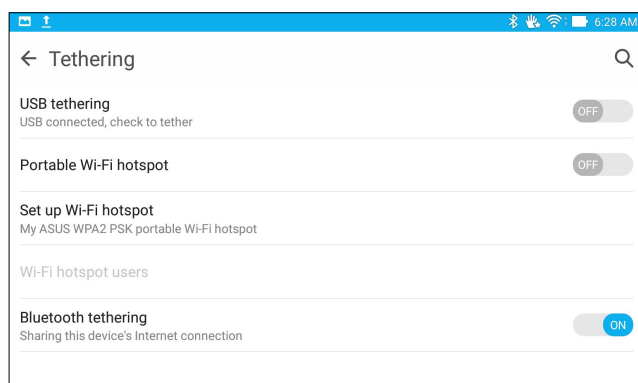 6:28 AM
Tethering
USB tethering
OFF
USB connected, check to tether
Portable Wi-Fi hotspot
OFF
Set up Wi-Fi hotspot
My ASUS WPA2 PSK portable Wi-Fi hotspot
Wi-Fi hotspot users
Bluetooth tethering
ON
Sharing this device's Internet connection